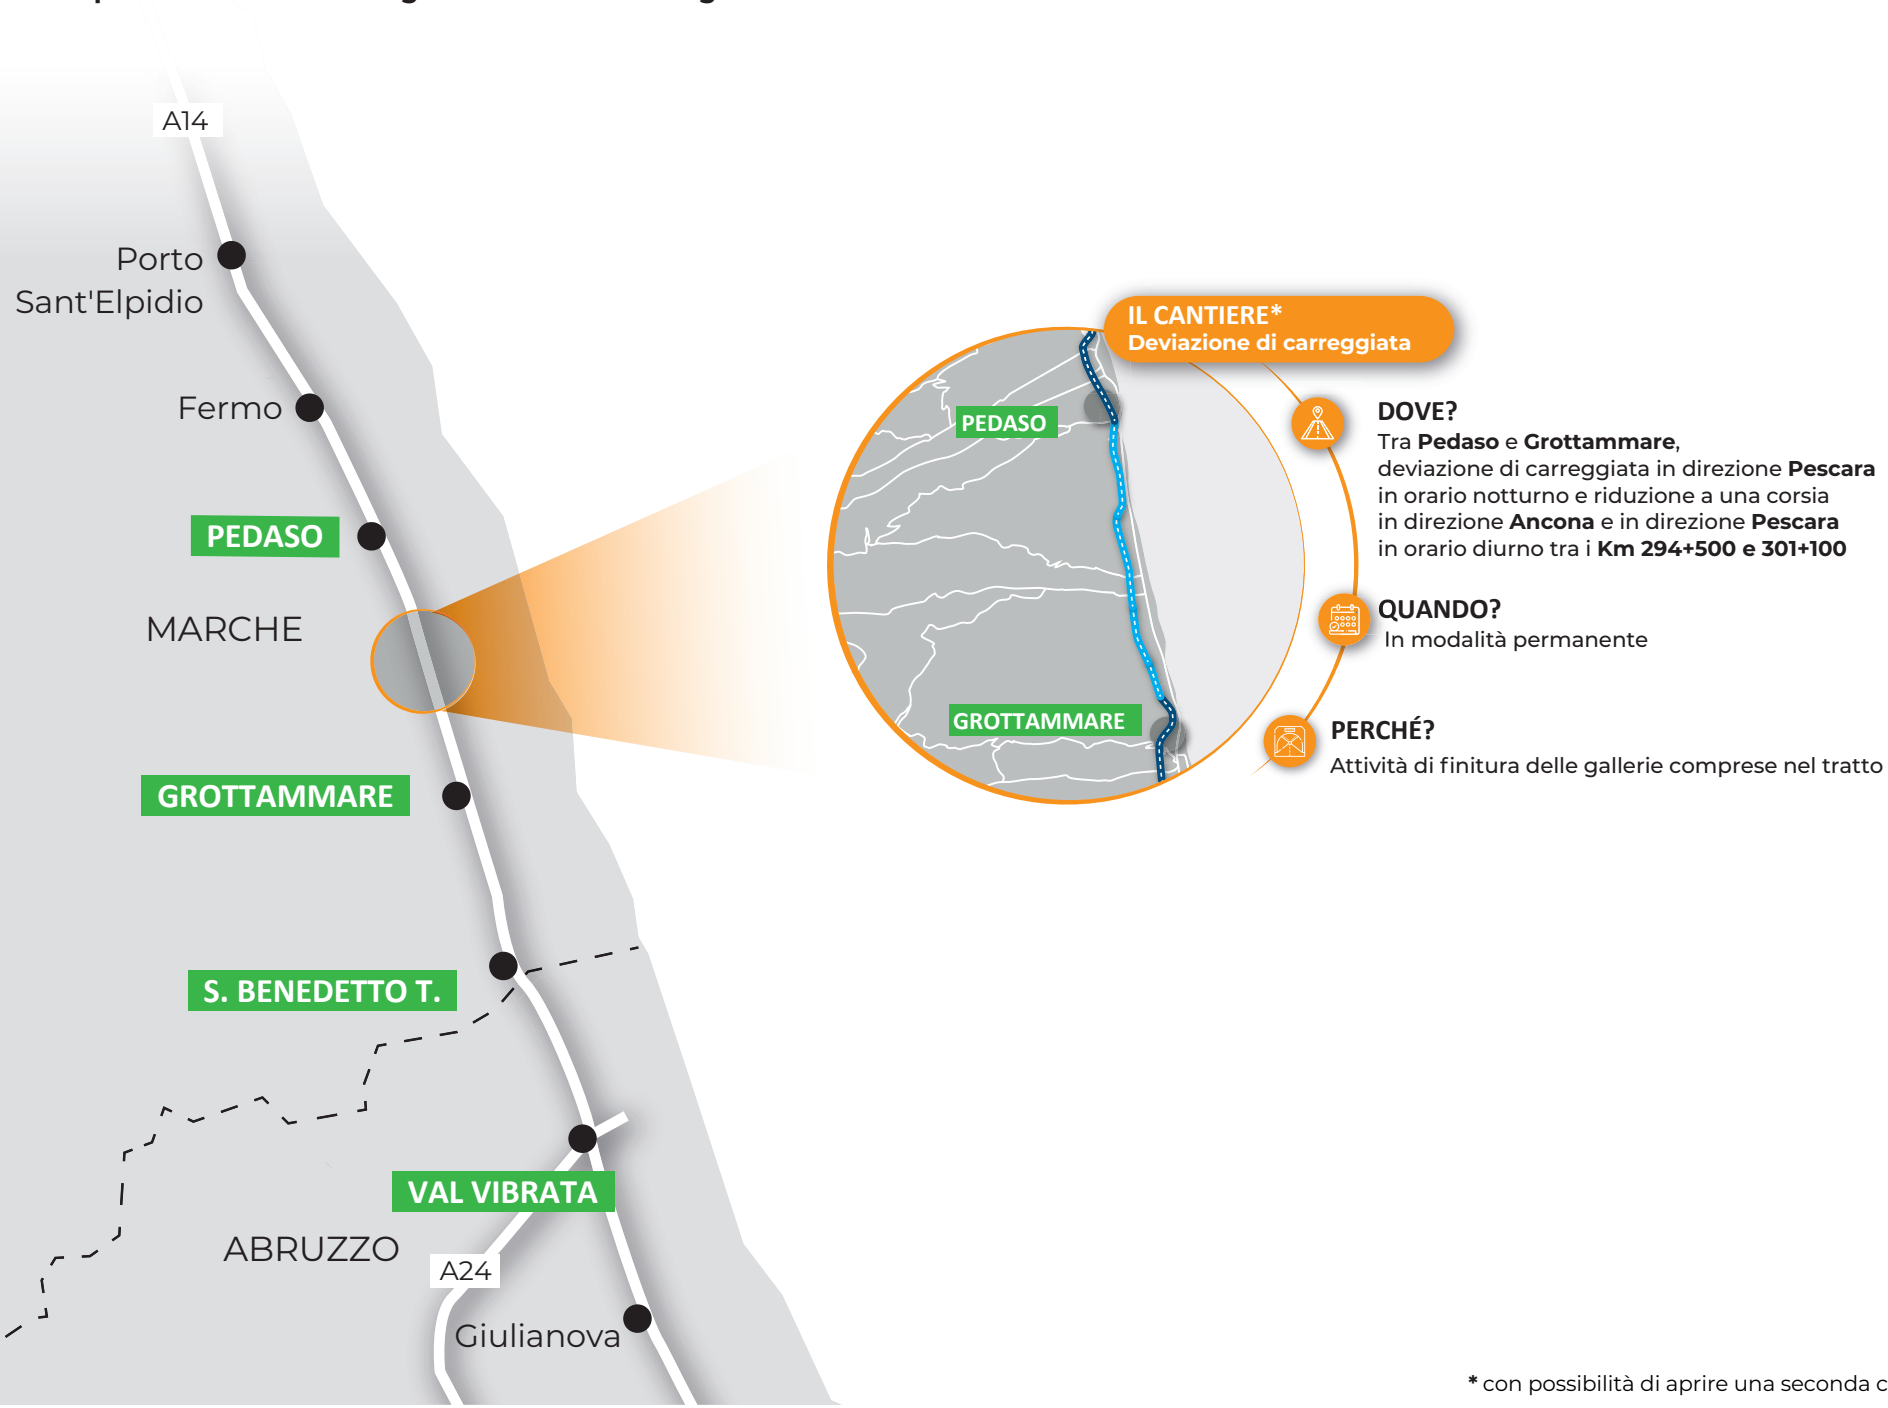 A14
Porto
Sant'Elpidio
Fermo
PEDASO
MARCHE
GROTTAMMARE
S. BENEDETTO T.
VAL VIBRATA
ABRUZZO
A24
Giulianova
IL CANTIERE*
Deviazione di carreggiata
PEDASO
GROTTAMMARE
DOVE?
Tra Pedaso e Grottammare,
deviazione di carreggiata in direzione Pescara
in orario notturno e riduzione a una corsia
in direzione Ancona e in direzione Pescara
in orario diurno tra i Km 294+500 e 301+100
QUANDO?
In modalità permanente
PERCHÉ?
Attività di finitura delle gallerie comprese nel tratto
* con possibilità di aprire una seconda c